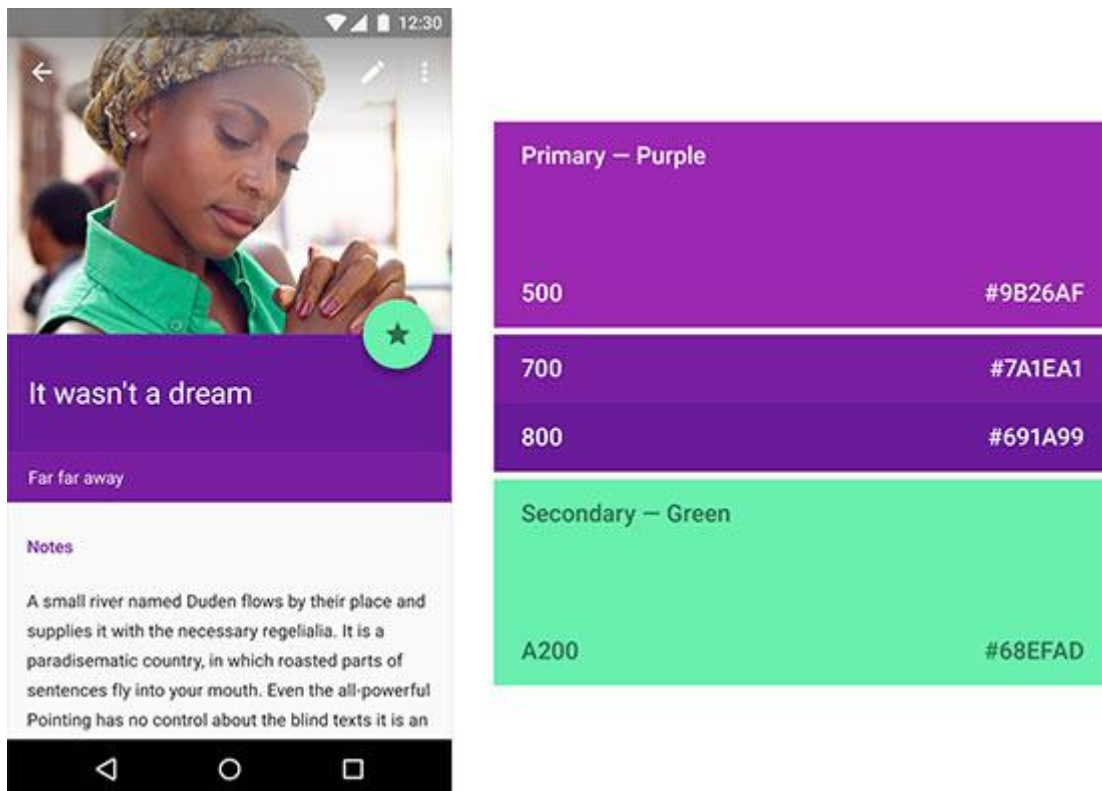 12:30
It wasn't a dream
Far far away
Notes
A small river named Duden flows by their place and
supplies it with the necessary regelialia. It is a
paradisematic country, in which roasted parts of
sentences fly into your mouth. Even the all-powerful
Pointing has no control about the blind texts it is an
Primary — Purple
500 #9B26AF
700 #7A1EA1
800 #691A99
Secondary — Green
A200 #68EFAD